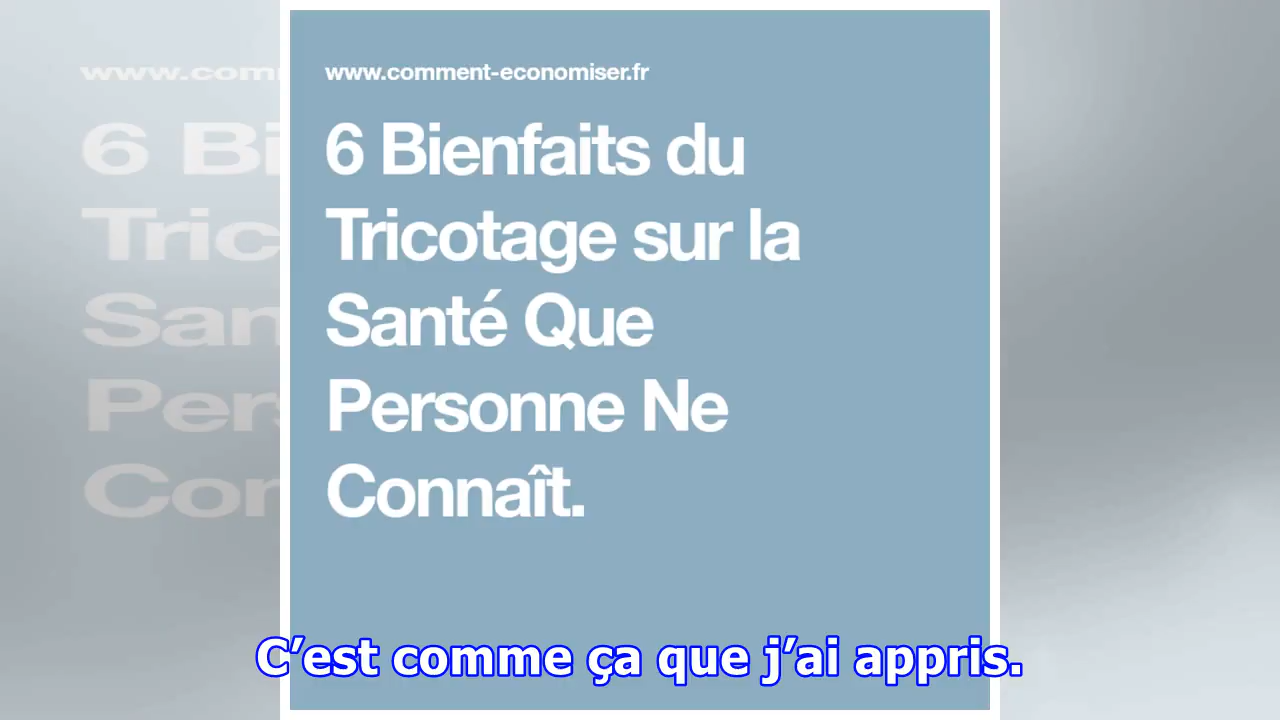 www.comment-economiser.fr
6 Bienfaits du
Tricotage sur la
Santé Que
Personne Ne
Connaît.
C’est comme ça que j’ai appris.